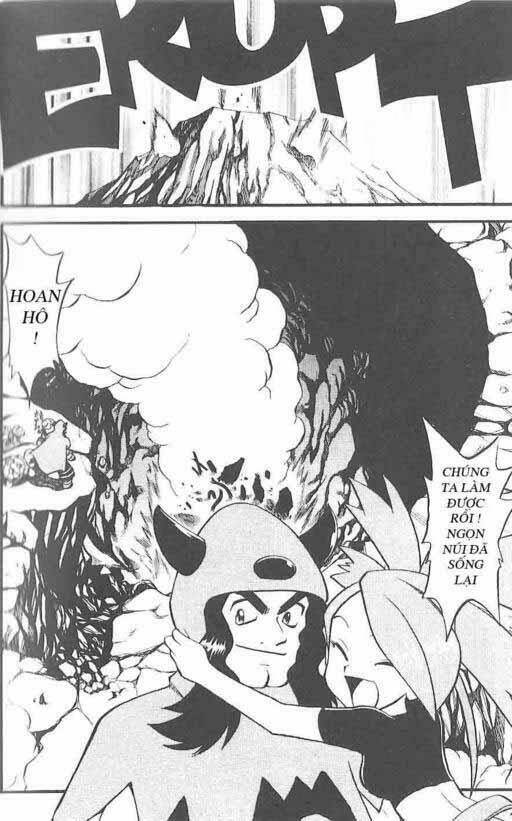 ERUPT
HOAN
HÔ
!
CHÚNG
TA LÀM
ĐƯỢC
RỒI !
NGỌN
NÚI ĐÃ
SỐNG
LẠI